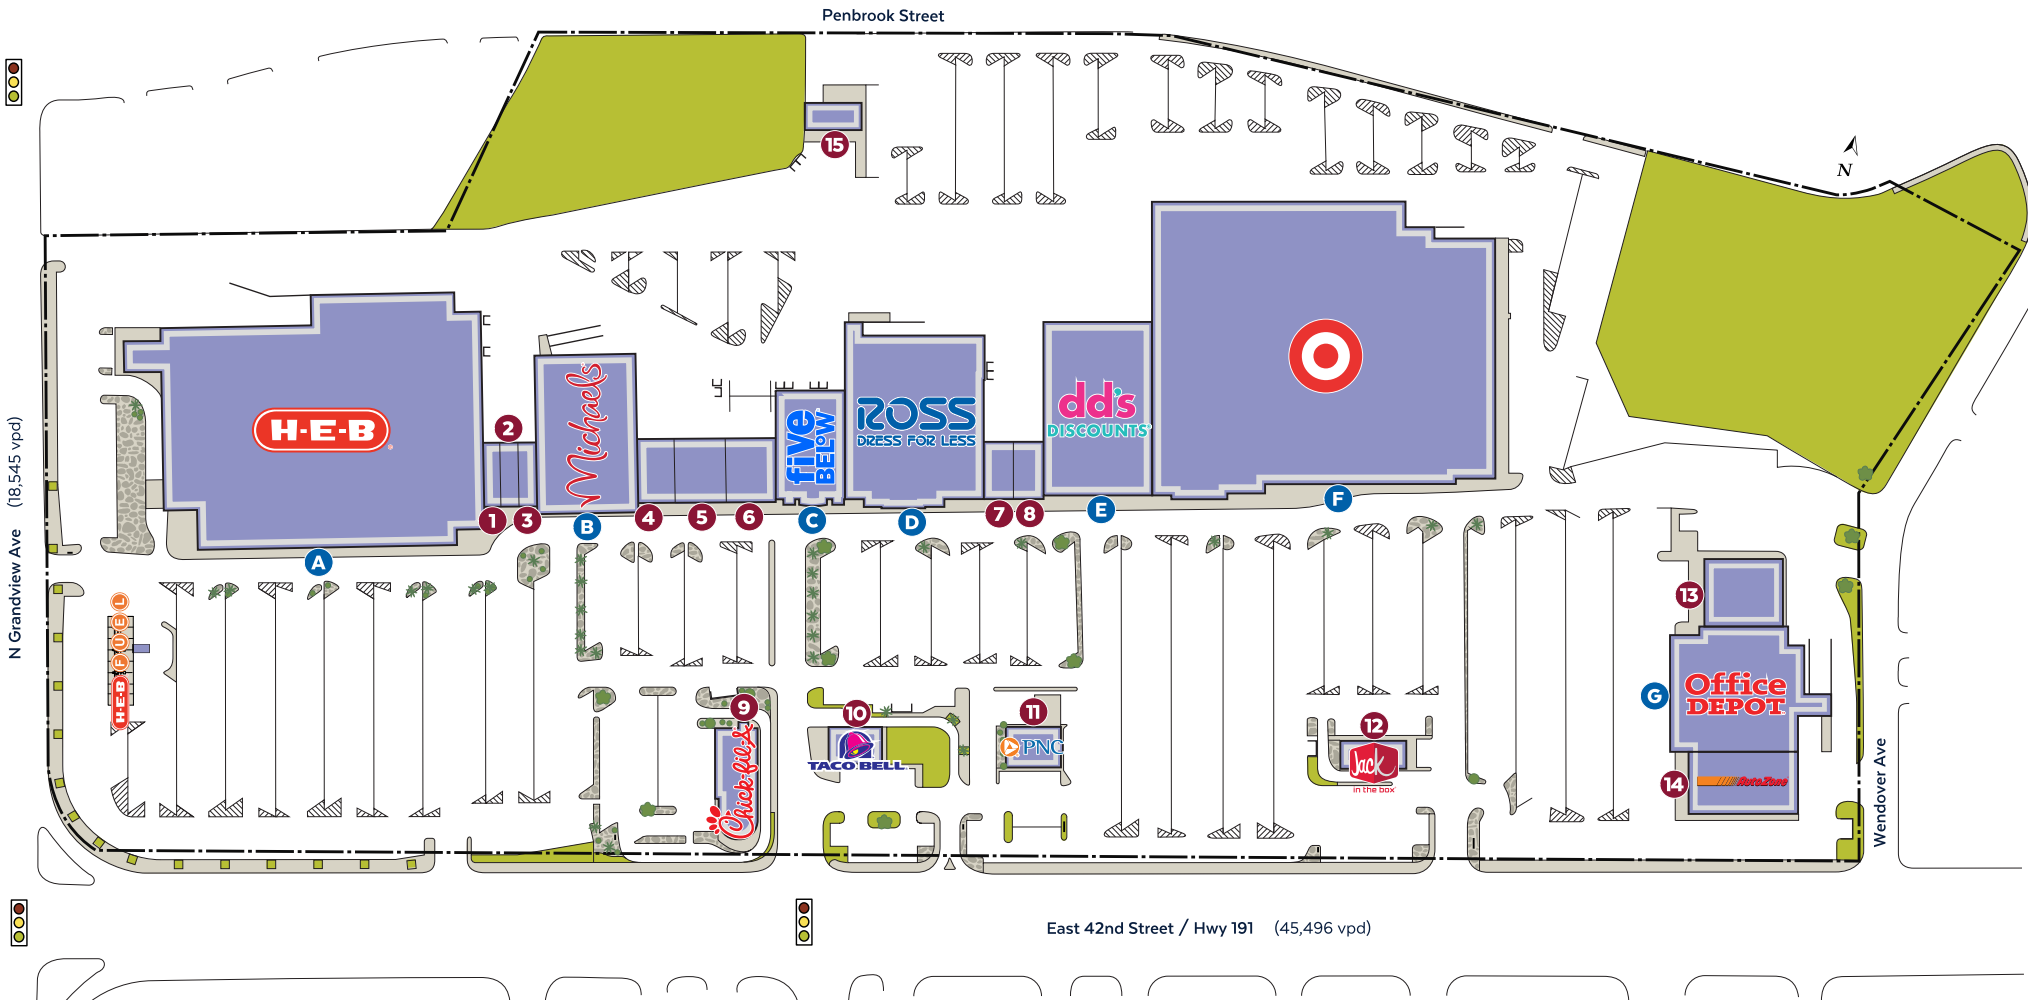 Penbrook Street
15
N
N Grandview Ave (18,545 vpd)
H-E-B
2
1
3
A
Michaels
B
4
5
6
five BELOW
C
ROSS
DRESS FOR LESS
D
7
8
dd's
DISCOUNTS
E
F
H-E-B FUEL
9
Chick-fil-A
10
TACO BELL
11
PNC
12
Jack
in the box
13
G
Office
DEPOT
14
AutoZone
Wendover Ave
East 42nd Street / Hwy 191 (45,496 vpd)